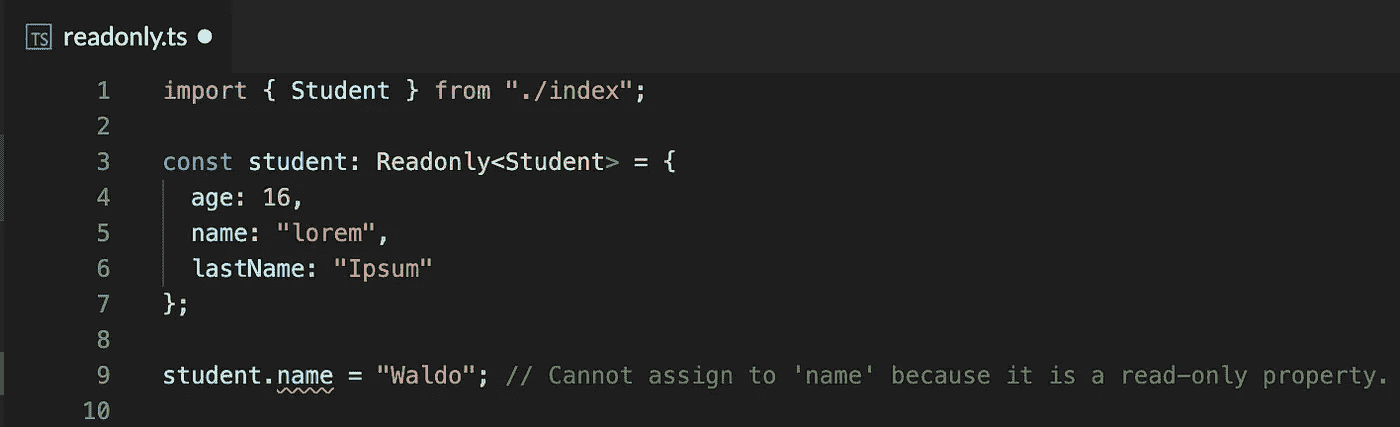 TS readonly.ts
1 import { Student } from "./index";
2
3 const student: Readonly<Student> = {
4   age: 16,
5   name: "lorem",
6   lastName: "Ipsum"
7 };
8
9 student.name = "Waldo"; // Cannot assign to 'name' because it is a read-only property.
10